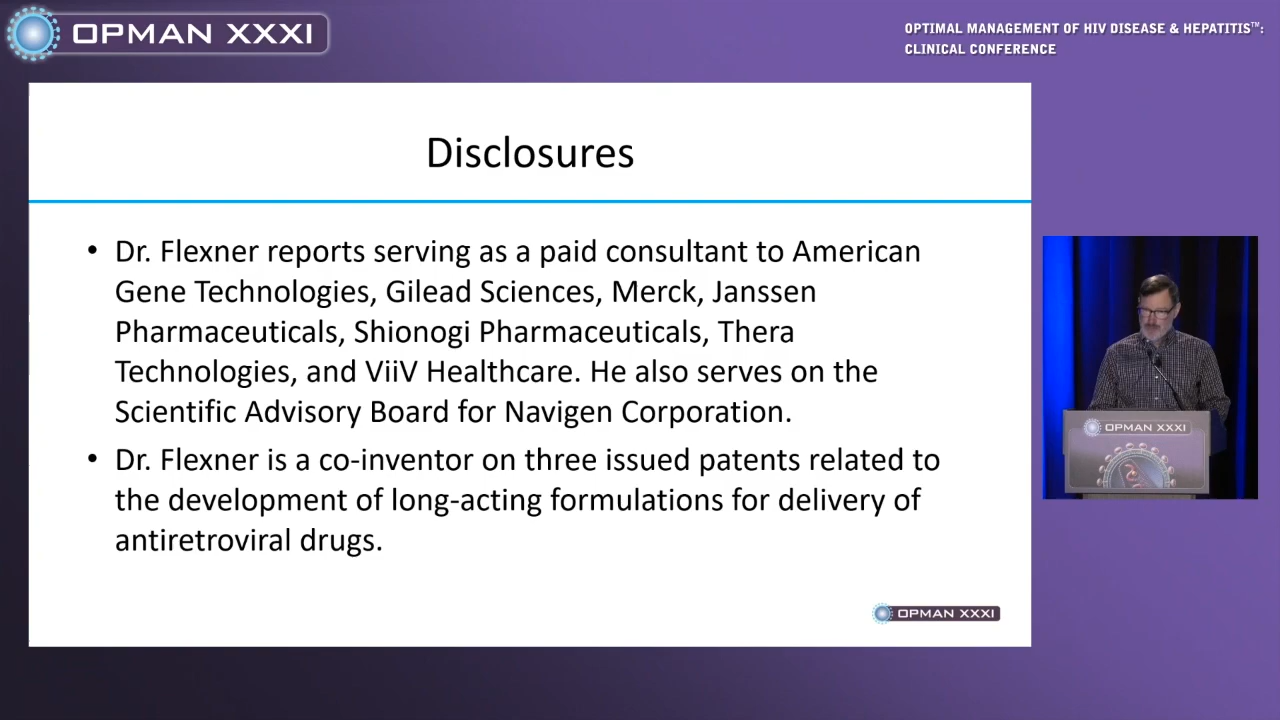 OPMAN XXXI
OPTIMAL MANAGEMENT OF HIV DISEASE & HEPATITIS™:
CLINICAL CONFERENCE
Disclosures
• Dr. Flexner reports serving as a paid consultant to American
Gene Technologies, Gilead Sciences, Merck, Janssen
Pharmaceuticals, Shionogi Pharmaceuticals, Thera
Technologies, and ViiV Healthcare. He also serves on the
Scientific Advisory Board for Navigen Corporation.
• Dr. Flexner is a co-inventor on three issued patents related to
the development of long-acting formulations for delivery of
antiretroviral drugs.
OPMAN XXXI
OPMAN XXXI